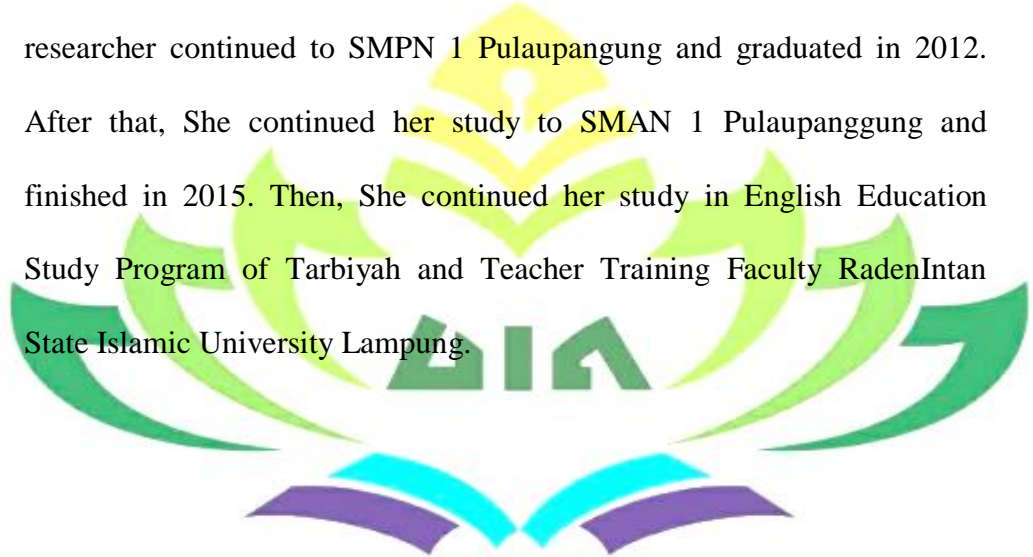 researcher continued to SMPN 1 Pulaupangung and graduated in 2012.
After that, She continued her study to SMAN 1 Pulaupanggung and
finished in 2015. Then, She continued her study in English Education
Study Program of Tarbiyah and Teacher Training Faculty RadenIntan
State Islamic University Lampung.